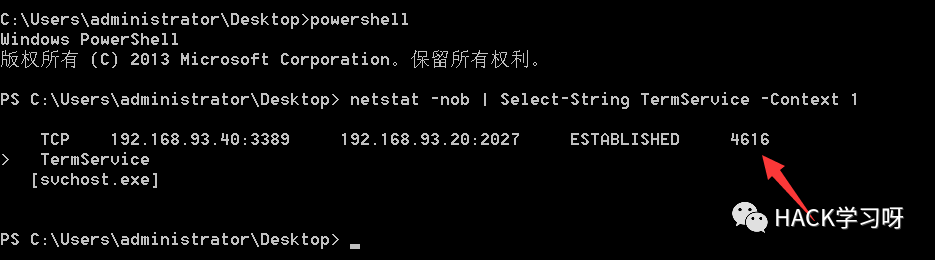 C:\Users\administrator\Desktop>powershell
Windows PowerShell
版权所有 (C) 2013 Microsoft Corporation。保留所有权利。
PS C:\Users\administrator\Desktop> netstat -nob | Select-String TermService -Context 1
TCP 192.168.93.40:3389 192.168.93.20:2027 ESTABLISHED 4616
> TermService
[svchost.exe]
HACK学习呀
PS C:\Users\administrator\Desktop> _